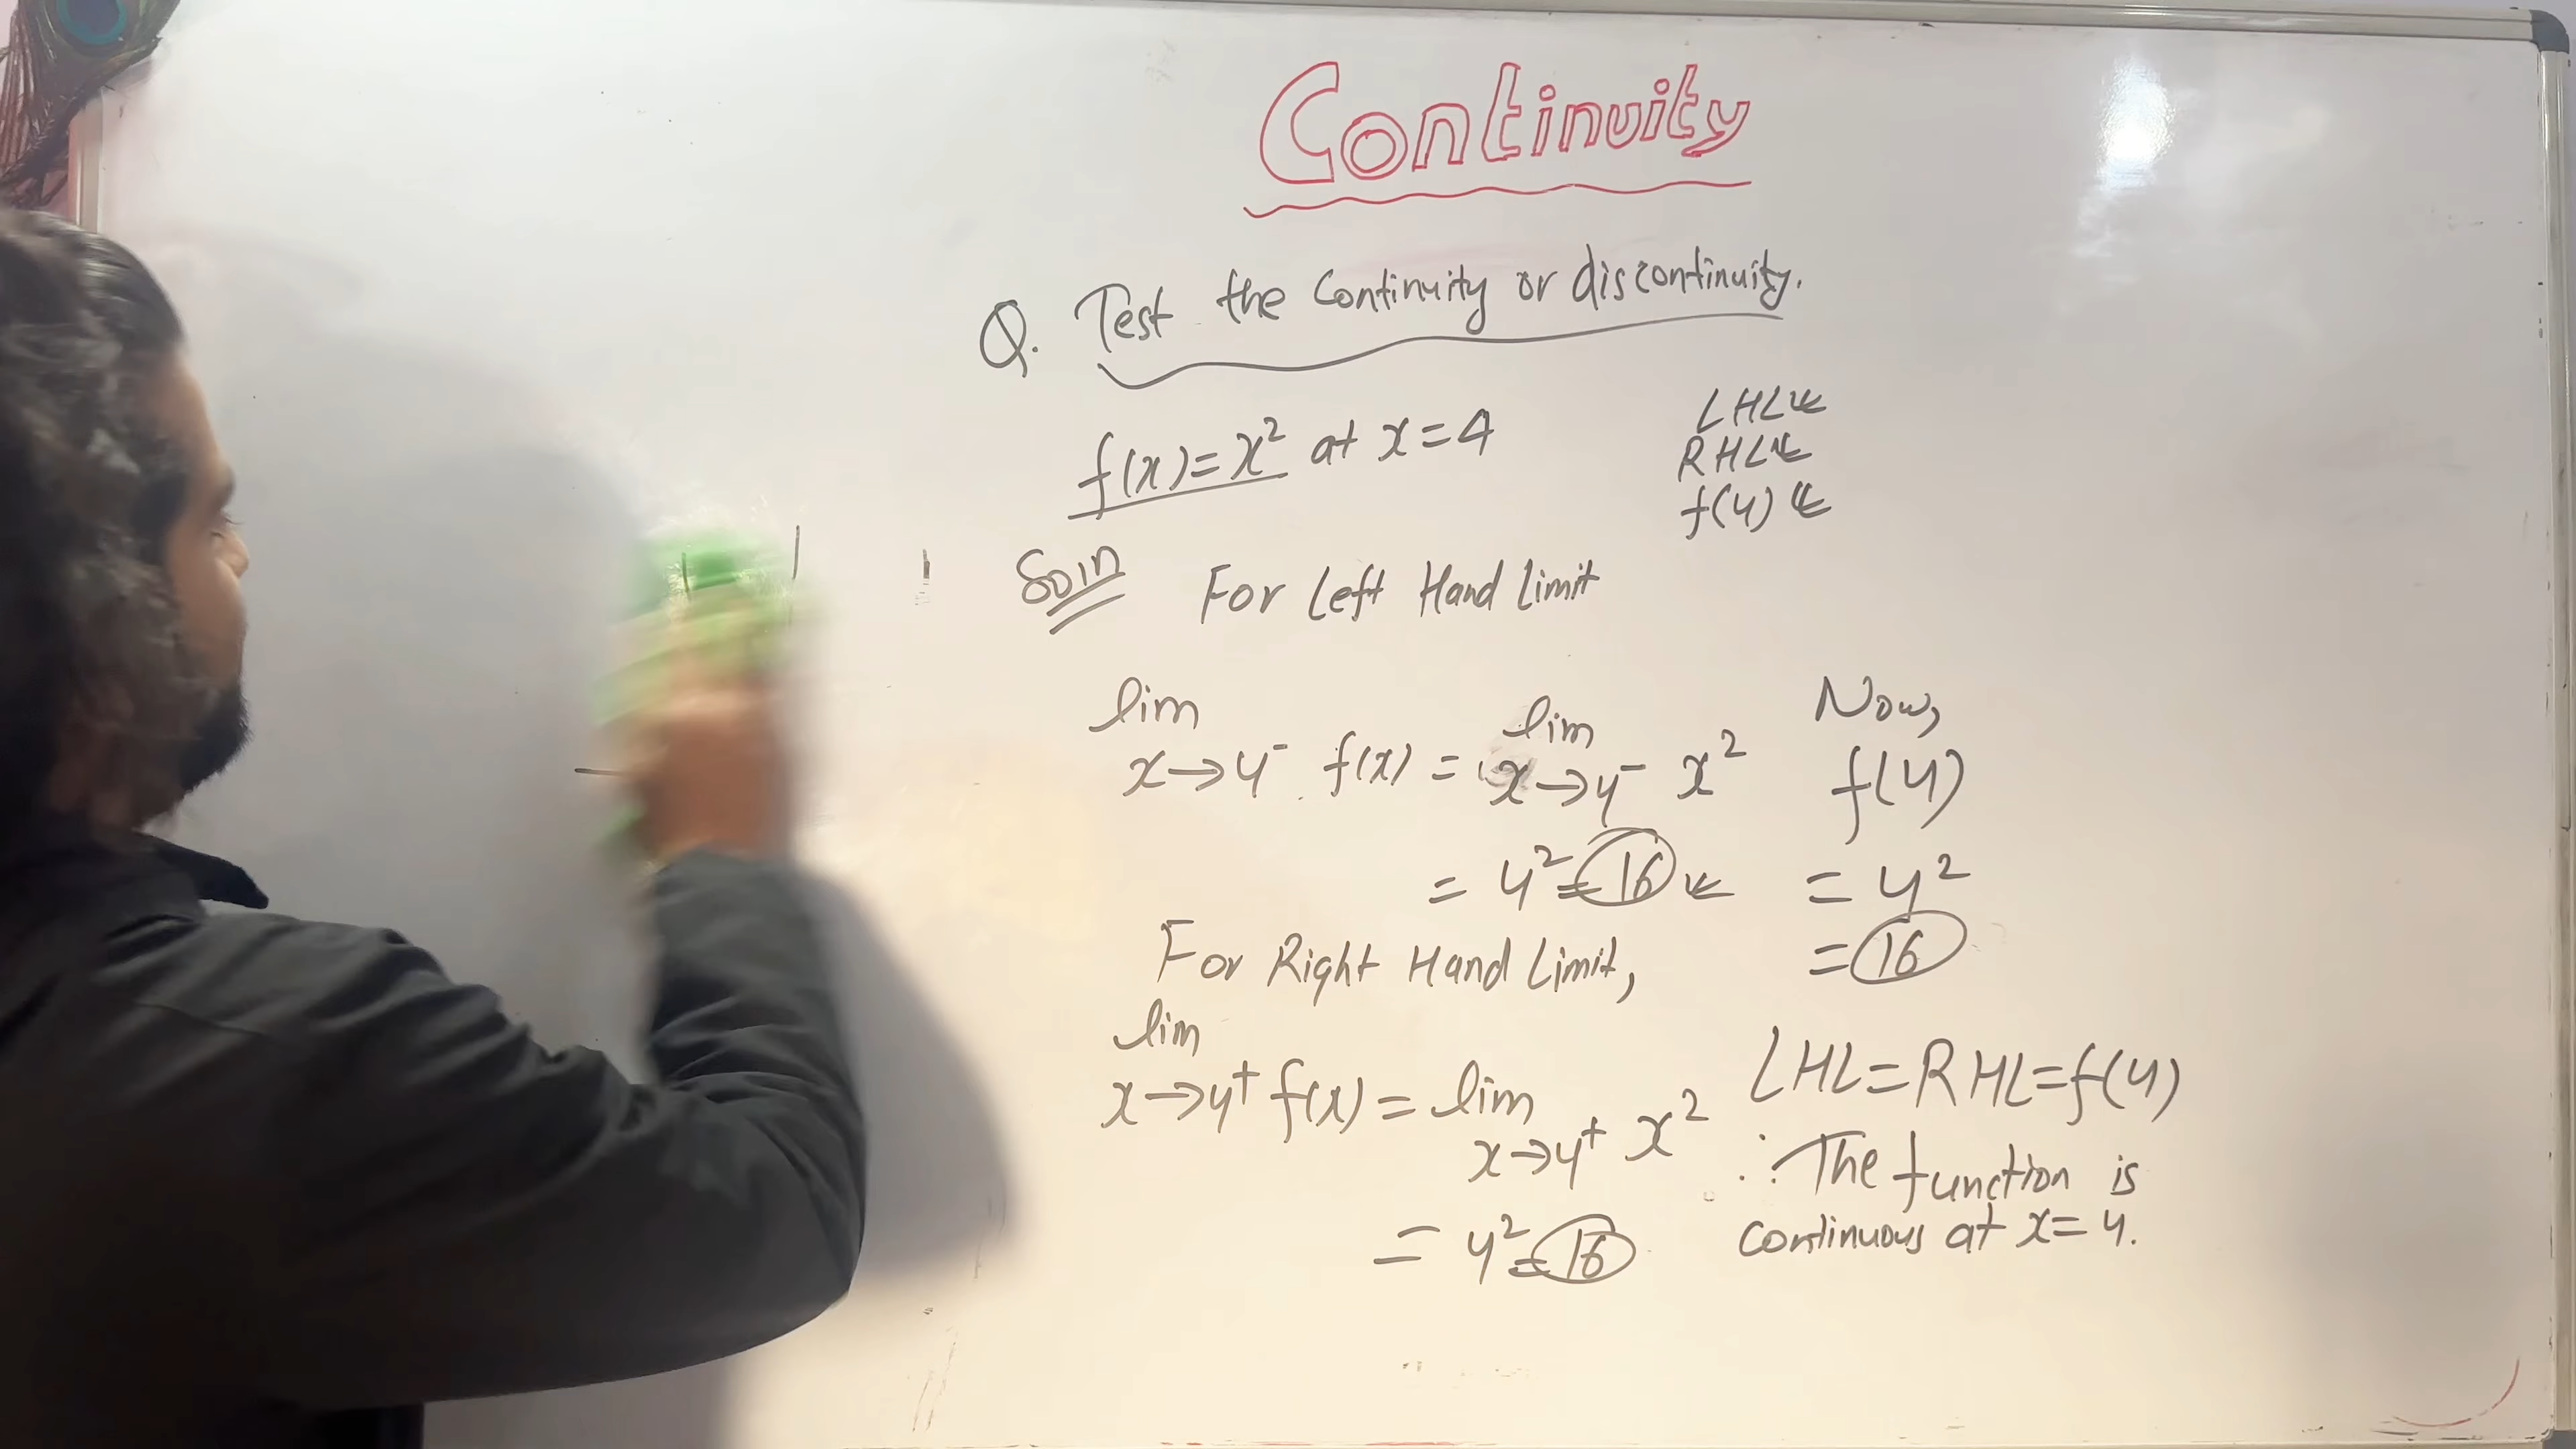 Continuity
Q. Test the Continuity or discontinuity.
f(x)=x² at x=4
LHL
RHL
f(4)
Soln For Left Hand Limit
lim
x→4⁻ f(x) =
lim
x→4⁻ x²
= 4² = 16
For Right Hand Limit,
lim
x→4⁺ f(x) = lim
x→4⁺ x²
= 4² = 16
Now,
f(4)
= 4²
= 16
LHL=RHL=f(4)
∴ The function is
continuous at x=4.